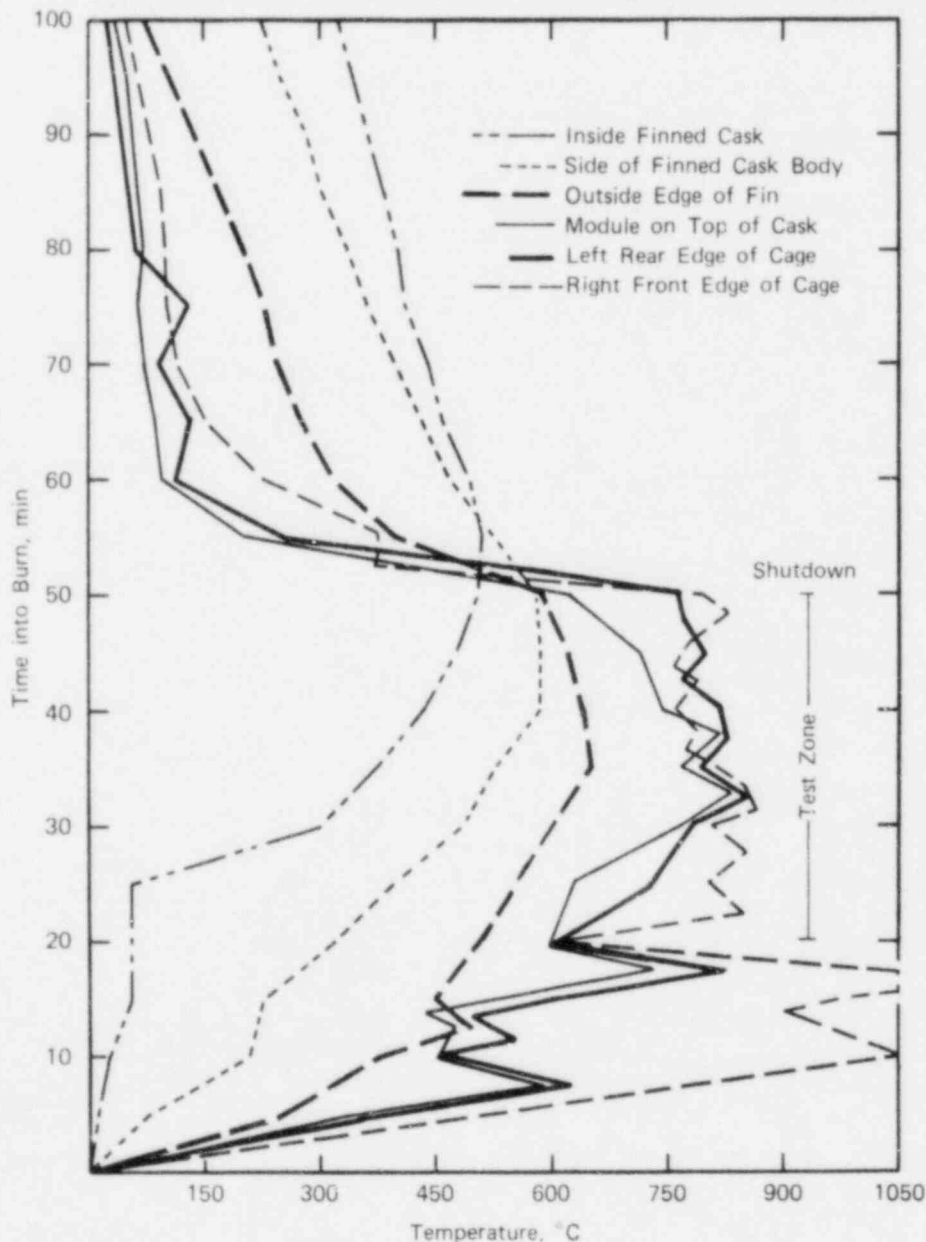 100
90
80
70
60
50
40
30
20
10
Time into Burn, min
Inside Finned Cask
Side of Finned Cask Body
Outside Edge of Fin
Module on Top of Cask
Left Rear Edge of Cage
Right Front Edge of Cage
Shutdown
Test Zone
150 300 450 600 750 900 1050
Temperature, °C